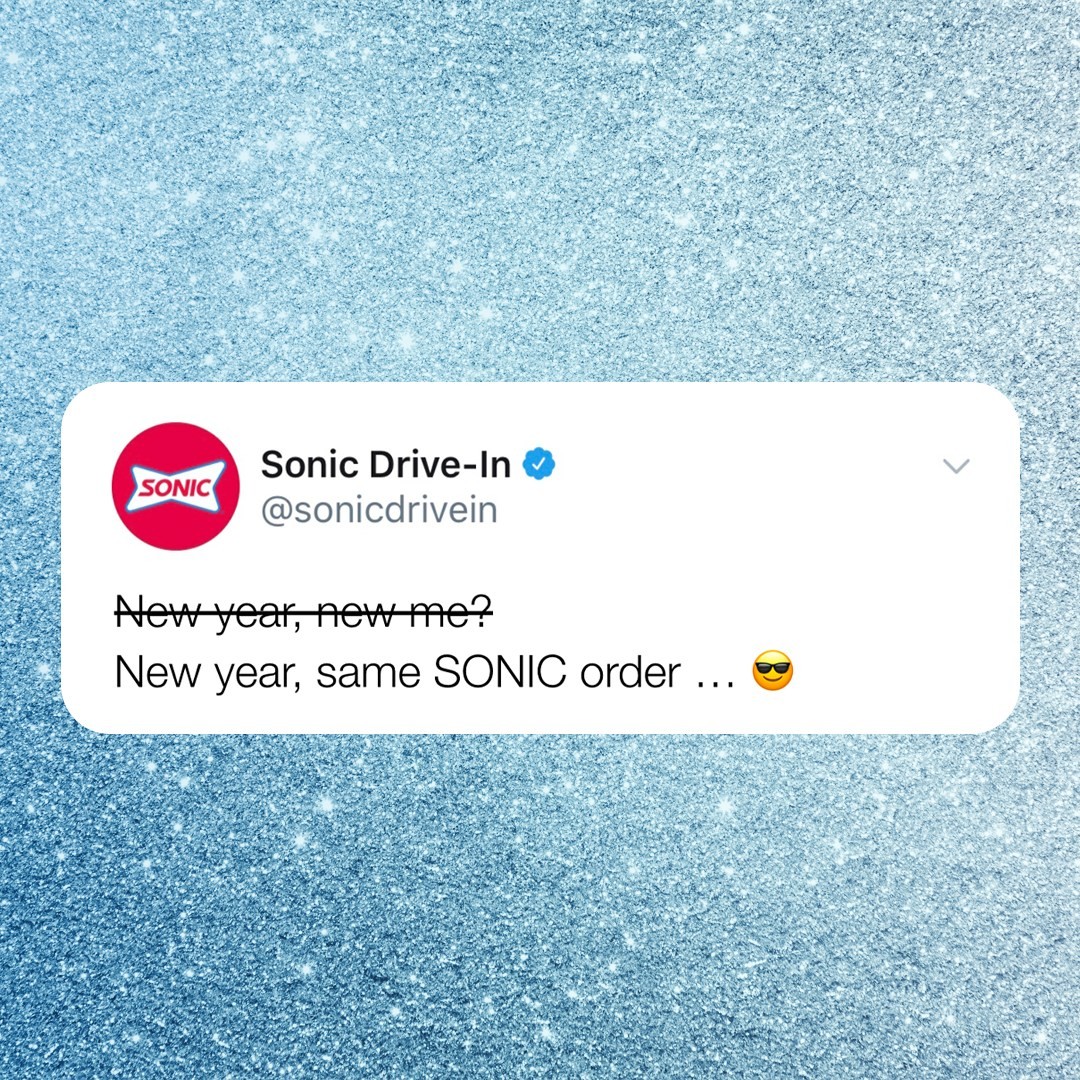 SONIC
Sonic Drive-In
@sonicdrivein
New year, new me?
New year, same SONIC order … 😎